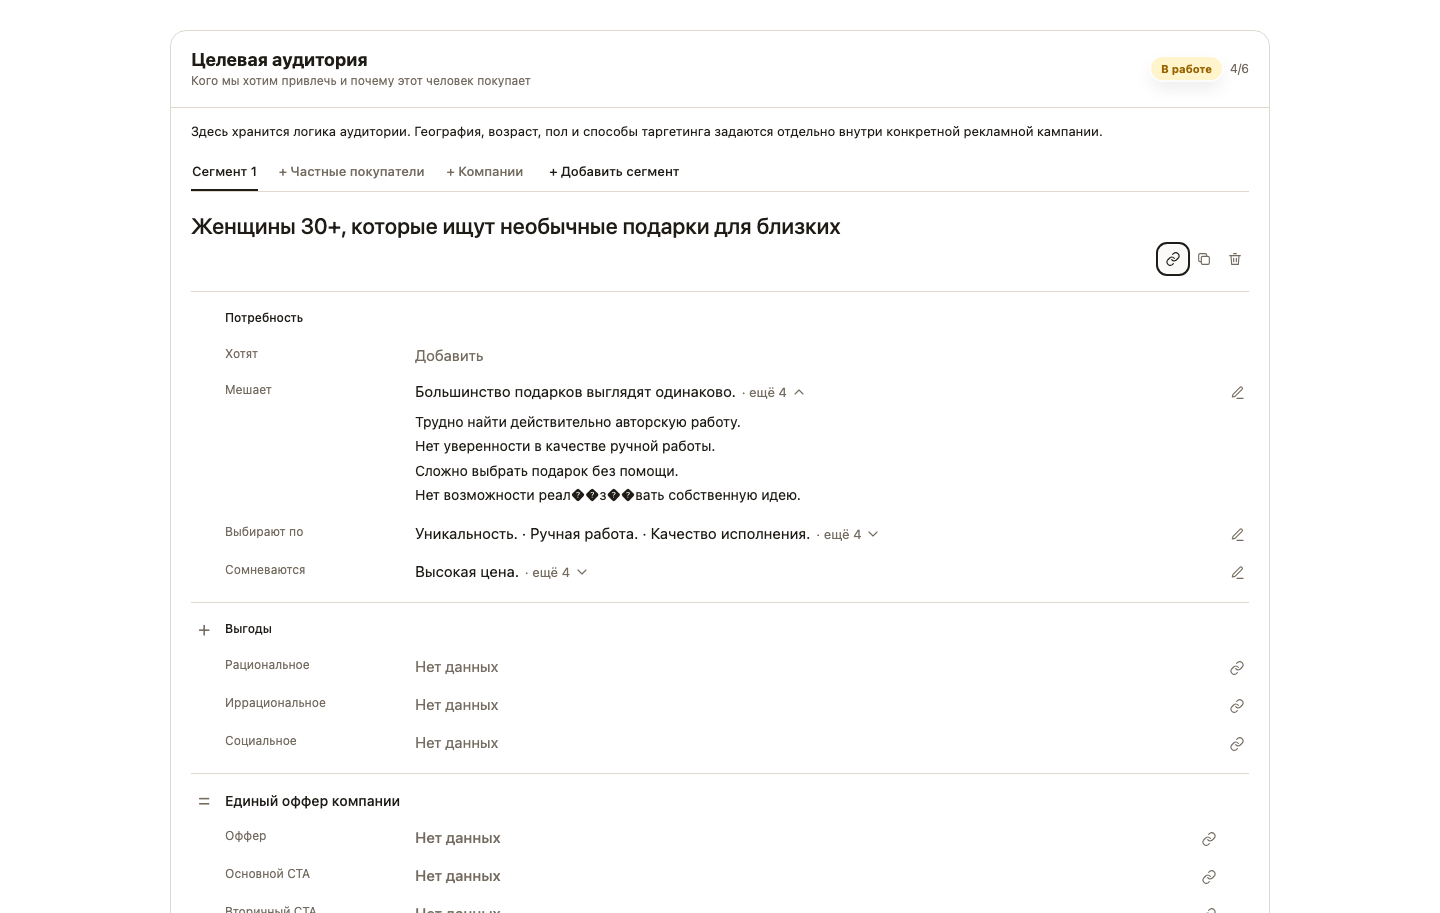 Целевая аудитория
Кого мы хотим привлечь и почему этот человек покупает
В работе 4/6
Здесь хранится логика аудитории. География, возраст, пол и способы таргетинга задаются отдельно внутри конкретной рекламной кампании.
Сегмент 1 + Частные покупатели + Компании + Добавить сегмент
Женщины 30+, которые ищут необычные подарки для близких
Потребность
Хотят Добавить
Мешает Большинство подарков выглядят одинаково. · ещё 4
Трудно найти действительно авторскую работу.
Нет уверенности в качестве ручной работы.
Сложно выбрать подарок без помощи.
Нет возможности реал��з��вать собственную идею.
Выбирают по Уникальность. · Ручная работа. · Качество исполнения. · ещё 4
Сомневаются Высокая цена. · ещё 4
+ Выгоды
Рациональное Нет данных
Иррациональное Нет данных
Социальное Нет данных
= Единый оффер компании
Оффер Нет данных
Основной CTA Нет данных
Вторичный CTA Нет данных